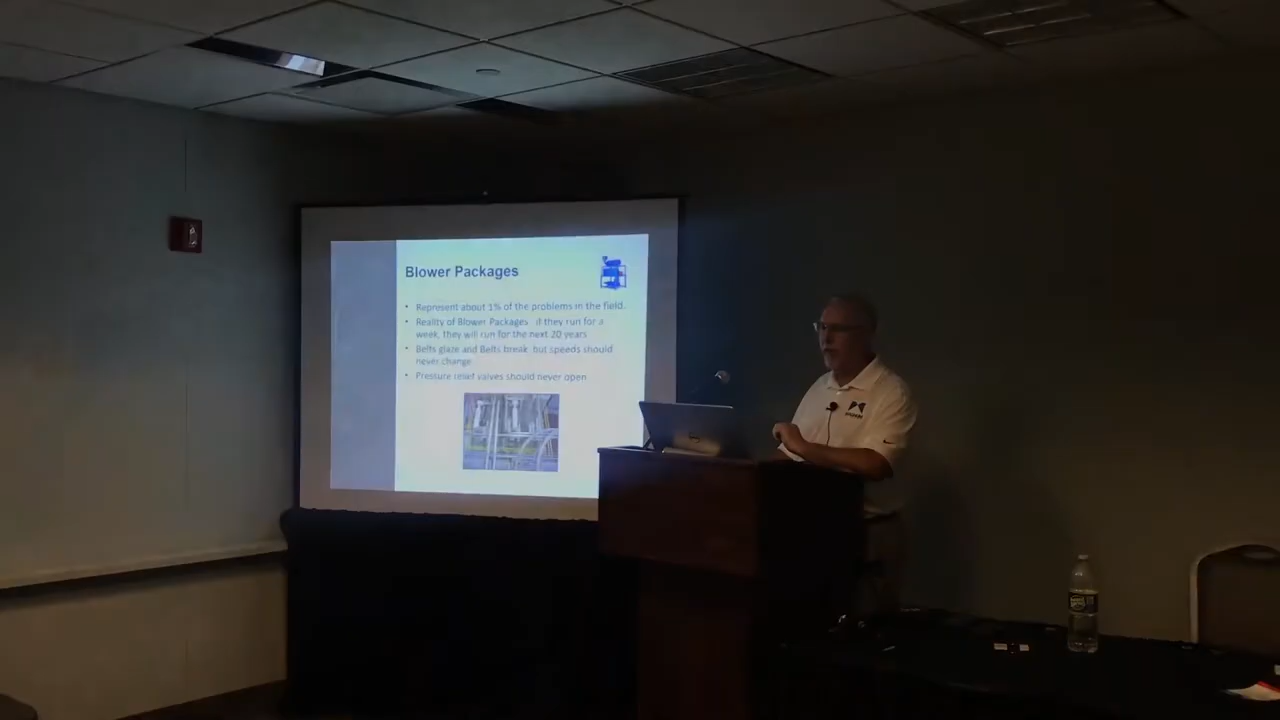 Blower Packages
• Represent about 1% of the problems in the field.
• Reality of Blower Packages if they run for a
week, they will run for the next 20 years
• Belts glaze and Belts break but speeds should
never change
• Pressure relief valves should never open